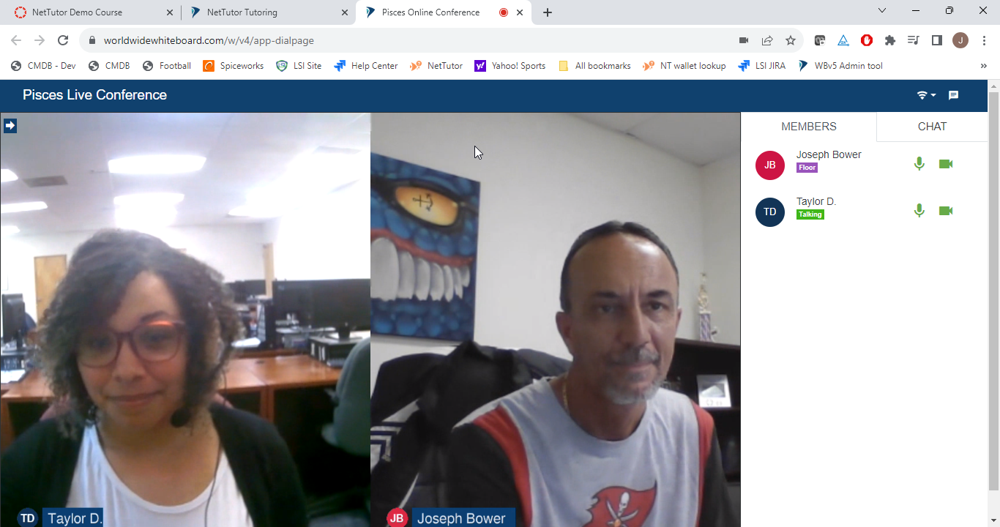 NetTutor Demo Course
NetTutor Tutoring
Pisces Online Conference
worldwidewhiteboard.com/w/v4/app-dialpage
J
CMDB - Dev
CMDB
Football
Spiceworks
LSI Site
Help Center
NetTutor
Yahoo! Sports
All bookmarks
NT wallet lookup
LSI JIRA
WBv5 Admin tool
»
Pisces Live Conference
MEMBERS
CHAT
JB
Joseph Bower
Floor
TD
Taylor D.
Talking
TD Taylor D.
JB Joseph Bower